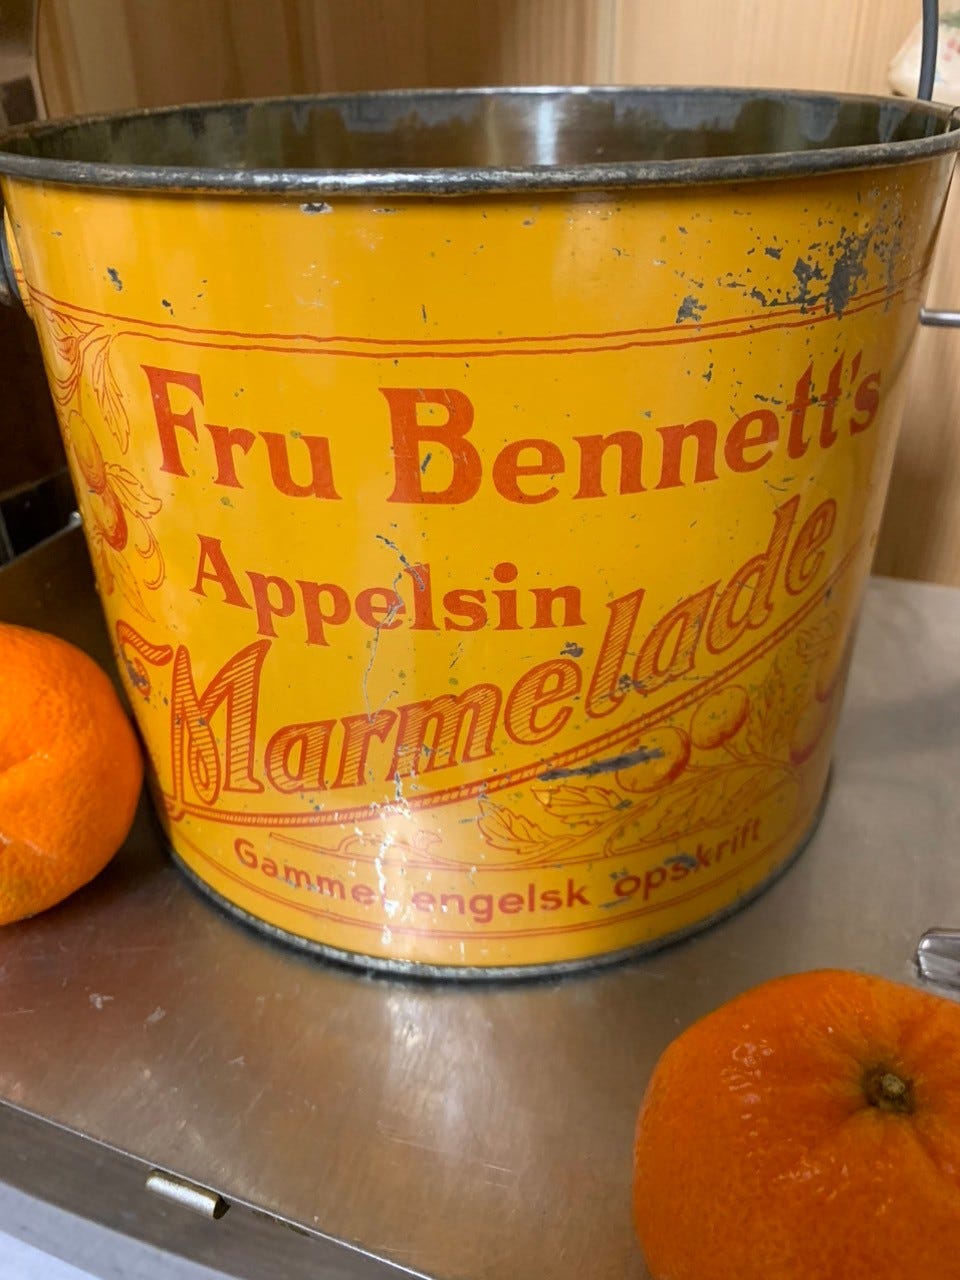 Fru Bennett's
Appelsin
Marmelade
Gammel engelsk opskrift